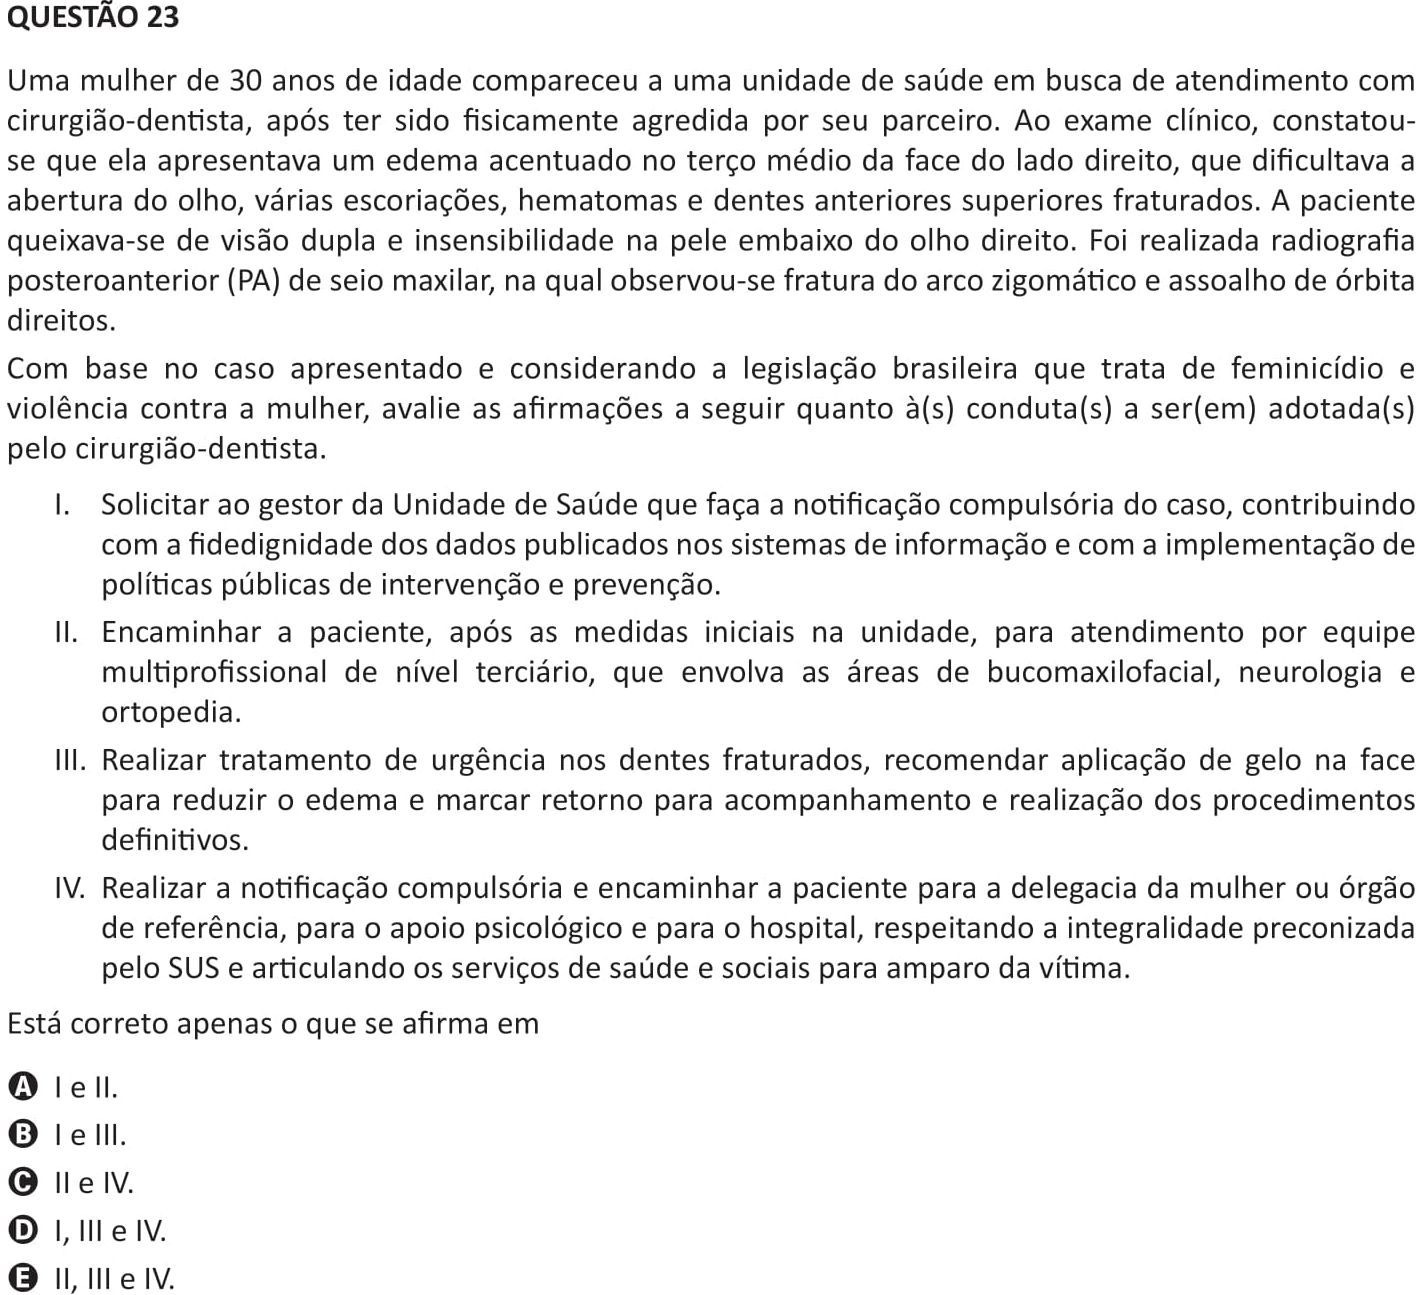 QUESTÃO 23
Uma mulher de 30 anos de idade compareceu a uma unidade de saúde em busca de atendimento com
cirurgião-dentista, após ter sido fisicamente agredida por seu parceiro. Ao exame clínico, constatou-
se que ela apresentava um edema acentuado no terço médio da face do lado direito, que dificultava a
abertura do olho, várias escoriações, hematomas e dentes anteriores superiores fraturados. A paciente
queixava-se de visão dupla e insensibilidade na pele embaixo do olho direito. Foi realizada radiografia
posteroanterior (PA) de seio maxilar, na qual observou-se fratura do arco zigomático e assoalho de órbita
direitos.
Com base no caso apresentado e considerando a legislação brasileira que trata de feminicídio e
violência contra a mulher, avalie as afirmações a seguir quanto à(s) conduta(s) a ser(em) adotada(s)
pelo cirurgião-dentista.
I. Solicitar ao gestor da Unidade de Saúde que faça a notificação compulsória do caso, contribuindo
com a fidedignidade dos dados publicados nos sistemas de informação e com a implementação de
políticas públicas de intervenção e prevenção.
II. Encaminhar a paciente, após as medidas iniciais na unidade, para atendimento por equipe
multiprofissional de nível terciário, que envolva as áreas de bucomaxilofacial, neurologia e
ortopedia.
III. Realizar tratamento de urgência nos dentes fraturados, recomendar aplicação de gelo na face
para reduzir o edema e marcar retorno para acompanhamento e realização dos procedimentos
definitivos.
IV. Realizar a notificação compulsória e encaminhar a paciente para a delegacia da mulher ou órgão
de referência, para o apoio psicológico e para o hospital, respeitando a integralidade preconizada
pelo SUS e articulando os serviços de saúde e sociais para amparo da vítima.
Está correto apenas o que se afirma em
A I e II.
B I e III.
C II e IV.
D I, III e IV.
E II, III e IV.